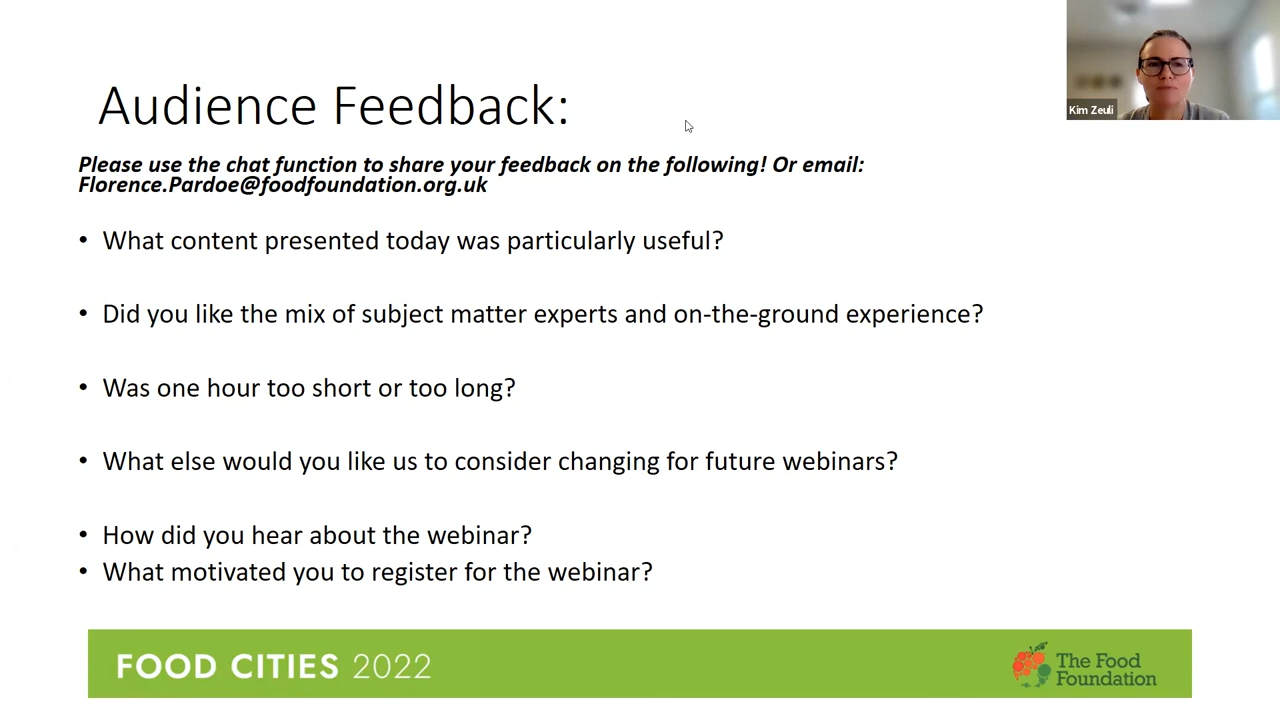 Audience Feedback:
Kim Zeuli
Please use the chat function to share your feedback on the following! Or email:
Florence.Pardoe@foodfoundation.org.uk
• What content presented today was particularly useful?
• Did you like the mix of subject matter experts and on-the-ground experience?
• Was one hour too short or too long?
• What else would you like us to consider changing for future webinars?
• How did you hear about the webinar?
• What motivated you to register for the webinar?
FOOD CITIES 2022
The Food
Foundation